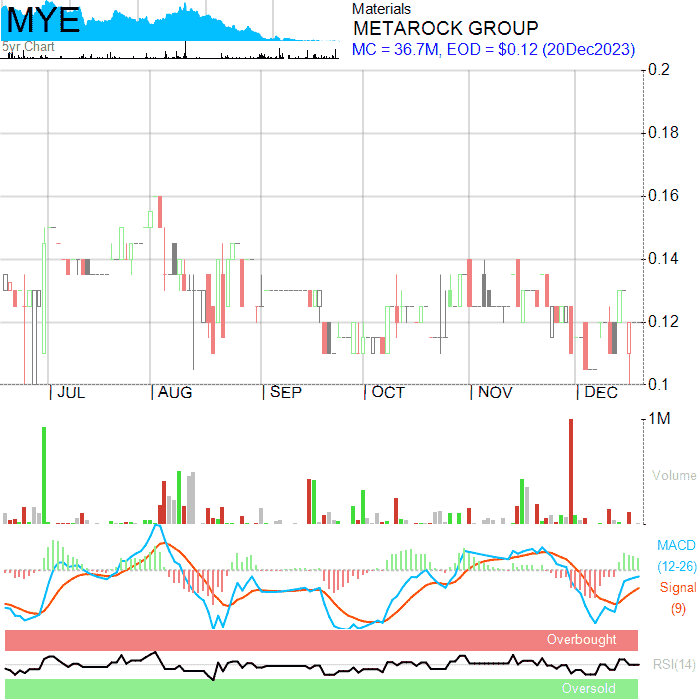 MYE
5yr Chart
Materials
METAROCK GROUP
MC = 36.7M, EOD = $0.12 (20Dec2023)
0.2
0.18
0.16
0.14
0.12
0.1
JUL AUG SEP OCT NOV DEC
1M
Volume
MACD
(12-26)
Signal
(9)
Overbought
RSI(14)
Oversold